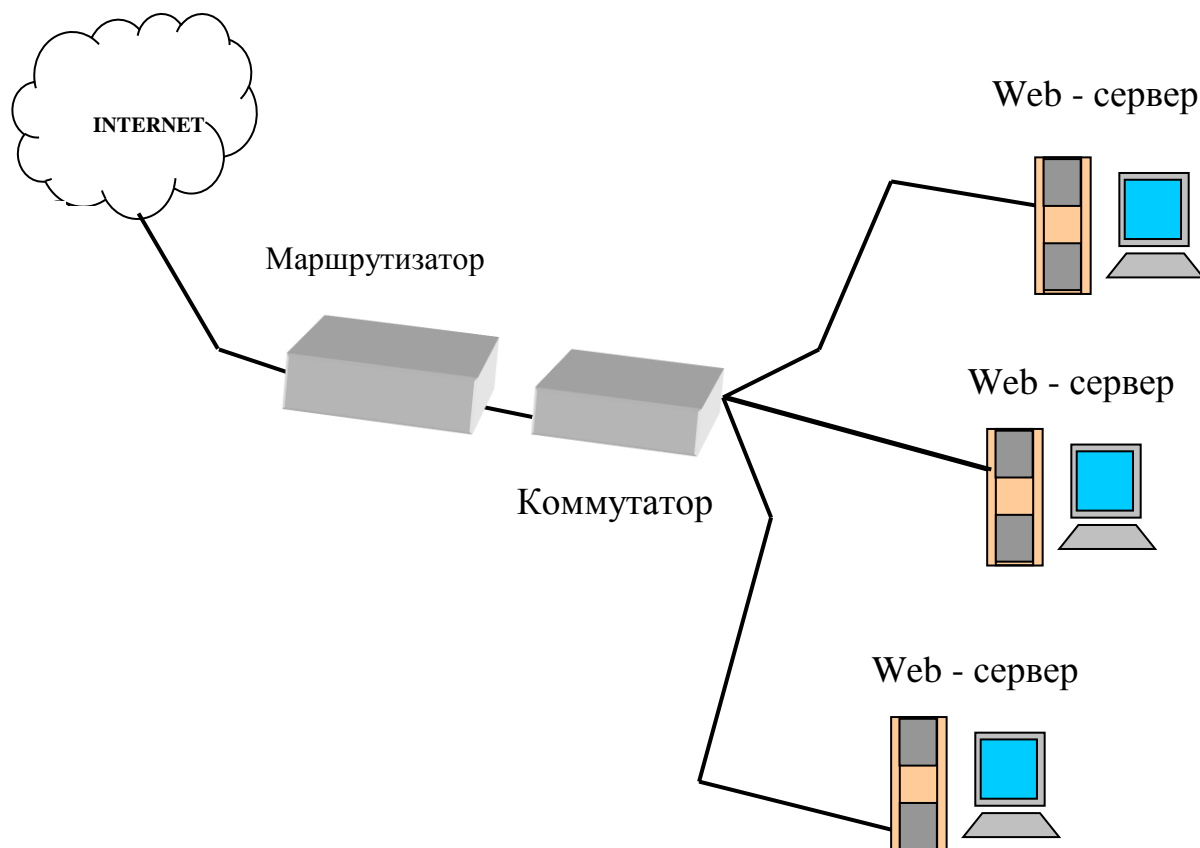 INTERNET
Web - сервер
Маршрутизатор
Web - сервер
Коммутатор
Web - сервер